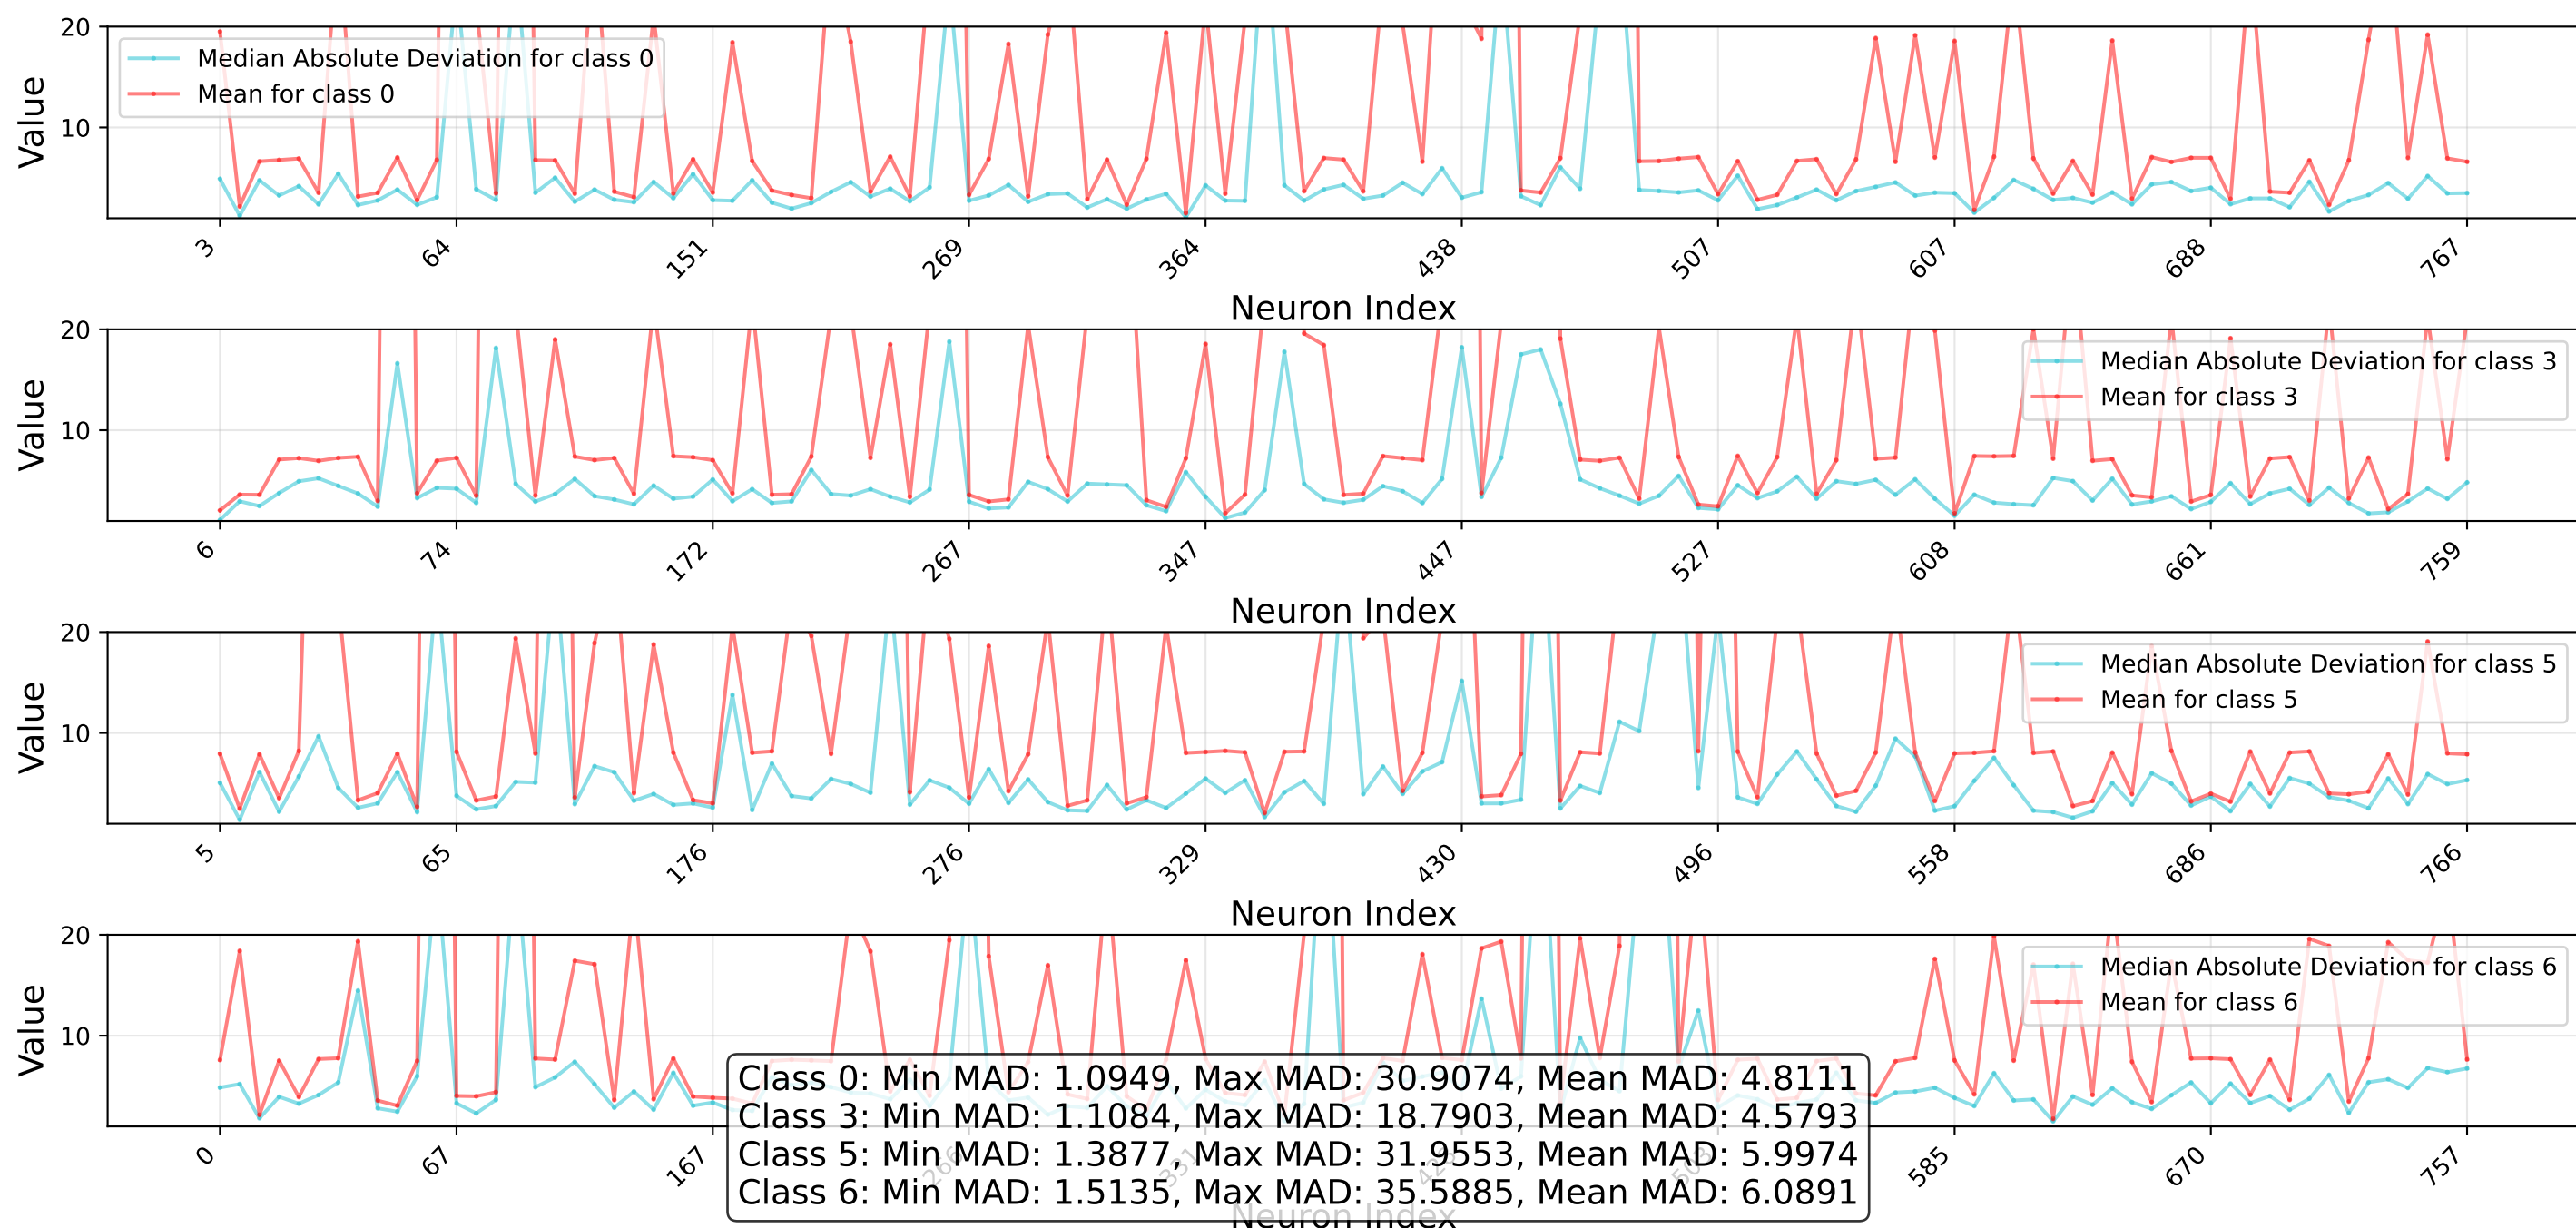 20
10
Value
Median Absolute Deviation for class 0
Mean for class 0
3 64 151 269 364 438 507 607 688 767
Neuron Index
20
10
Value
Median Absolute Deviation for class 3
Mean for class 3
6 74 172 267 347 447 527 608 661 759
Neuron Index
20
10
Value
Median Absolute Deviation for class 5
Mean for class 5
5 65 176 276 329 430 496 558 686 766
Neuron Index
20
10
Value
Median Absolute Deviation for class 6
Mean for class 6
0 67 167 331 585 670 757
Class 0: Min MAD: 1.0949, Max MAD: 30.9074, Mean MAD: 4.8111
Class 3: Min MAD: 1.1084, Max MAD: 18.7903, Mean MAD: 4.5793
Class 5: Min MAD: 1.3877, Max MAD: 31.9553, Mean MAD: 5.9974
Class 6: Min MAD: 1.5135, Max MAD: 35.5885, Mean MAD: 6.0891
Neuron Index